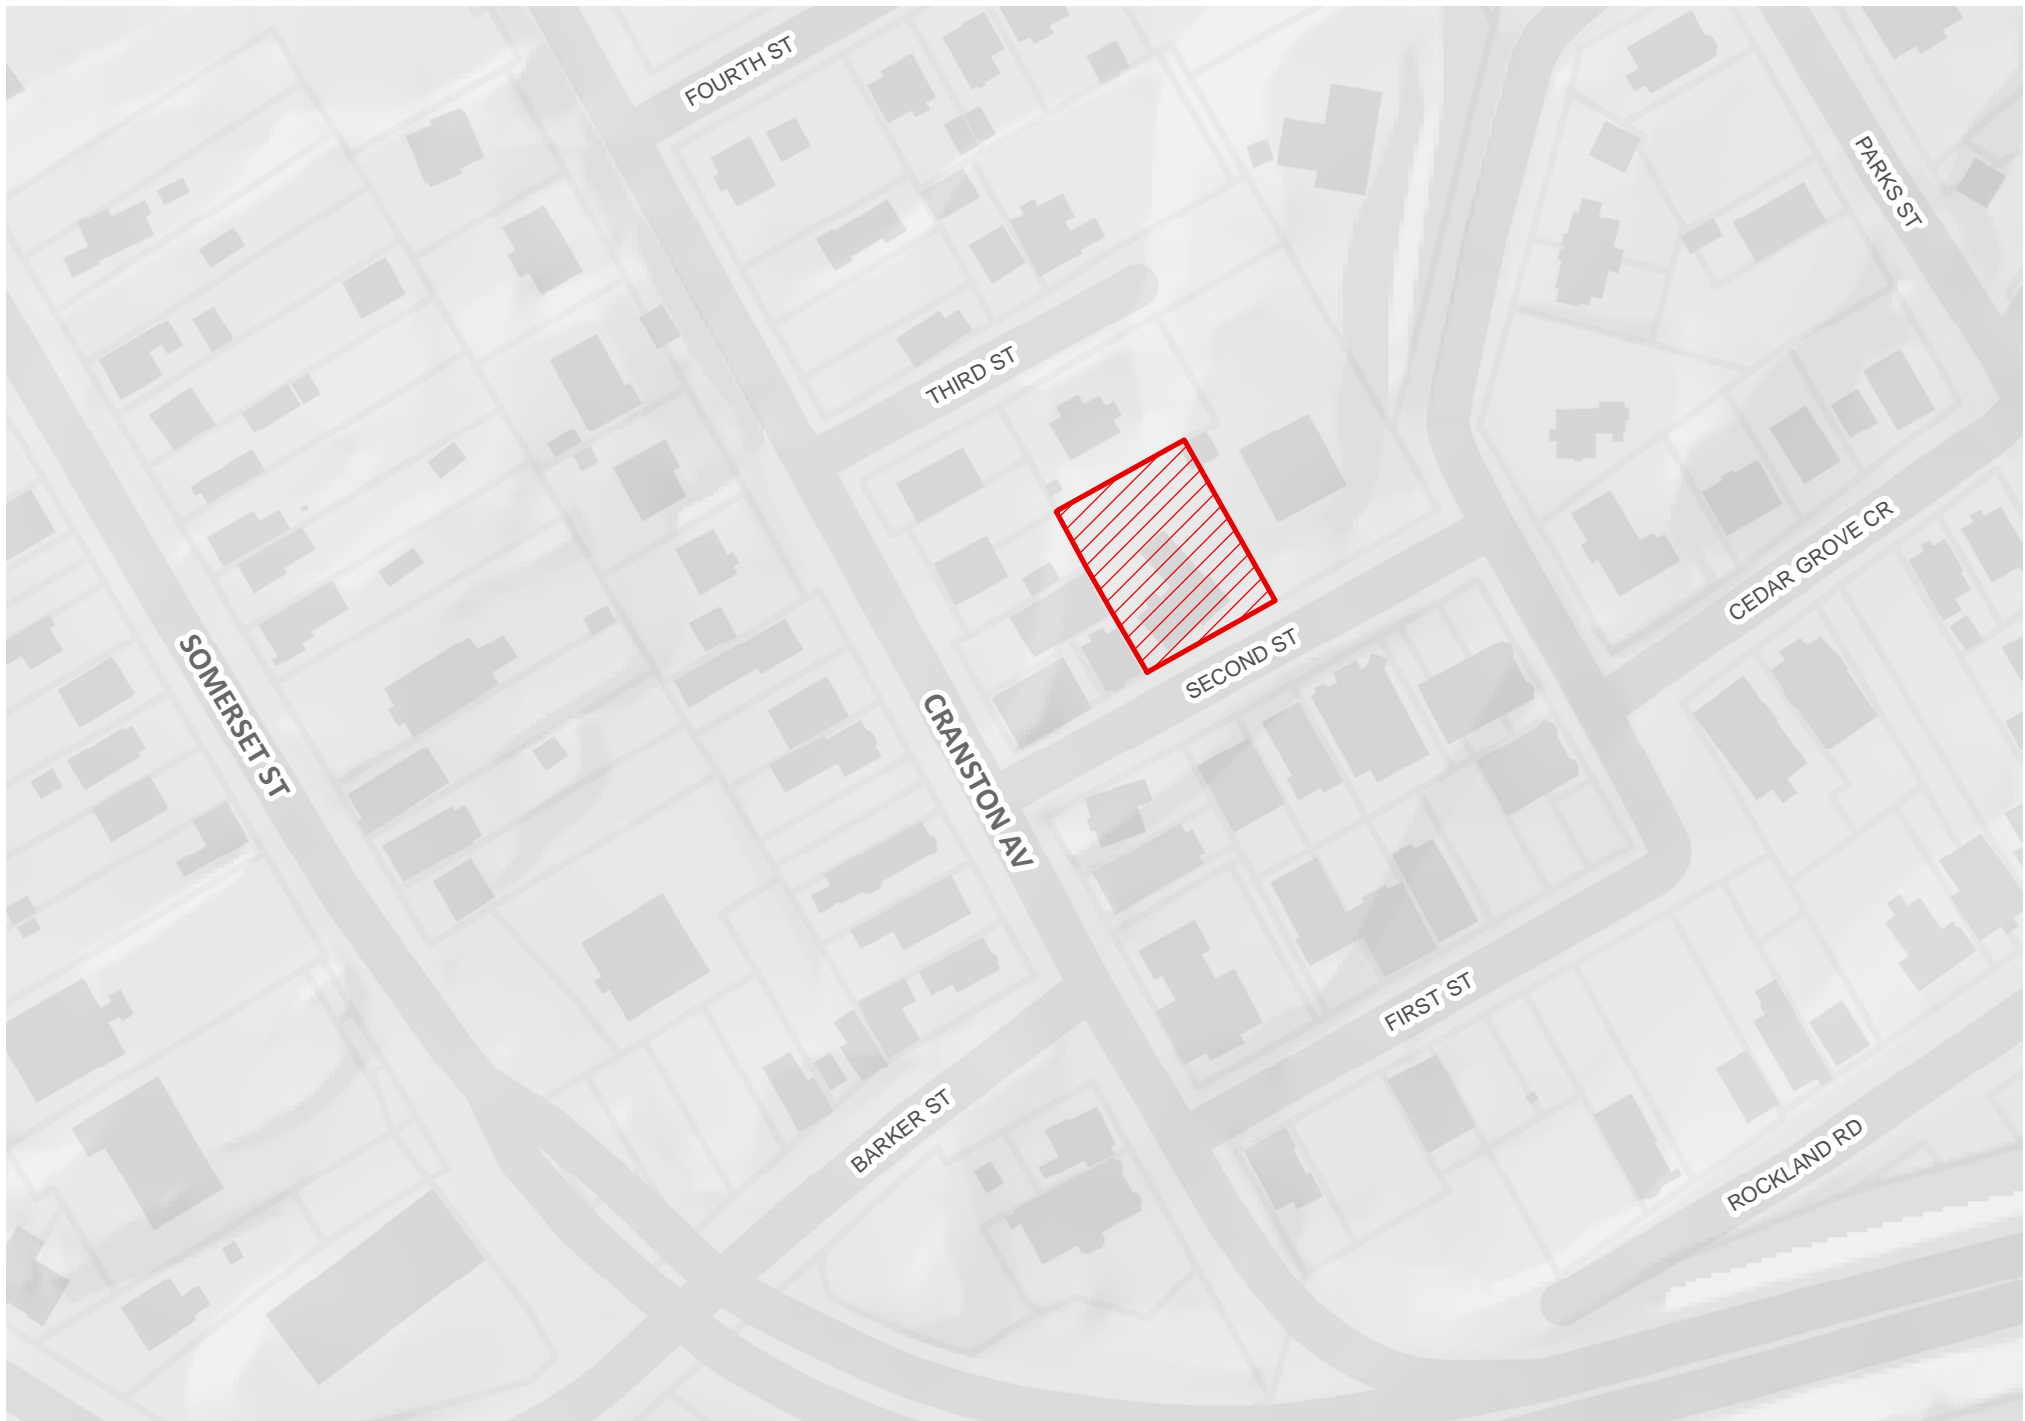 FOURTH ST
PARKS ST
THIRD ST
CEDAR GROVE CR
SOMERSET ST
SECOND ST
CRANSTON AV
FIRST ST
BARKER ST
ROCKLAND RD